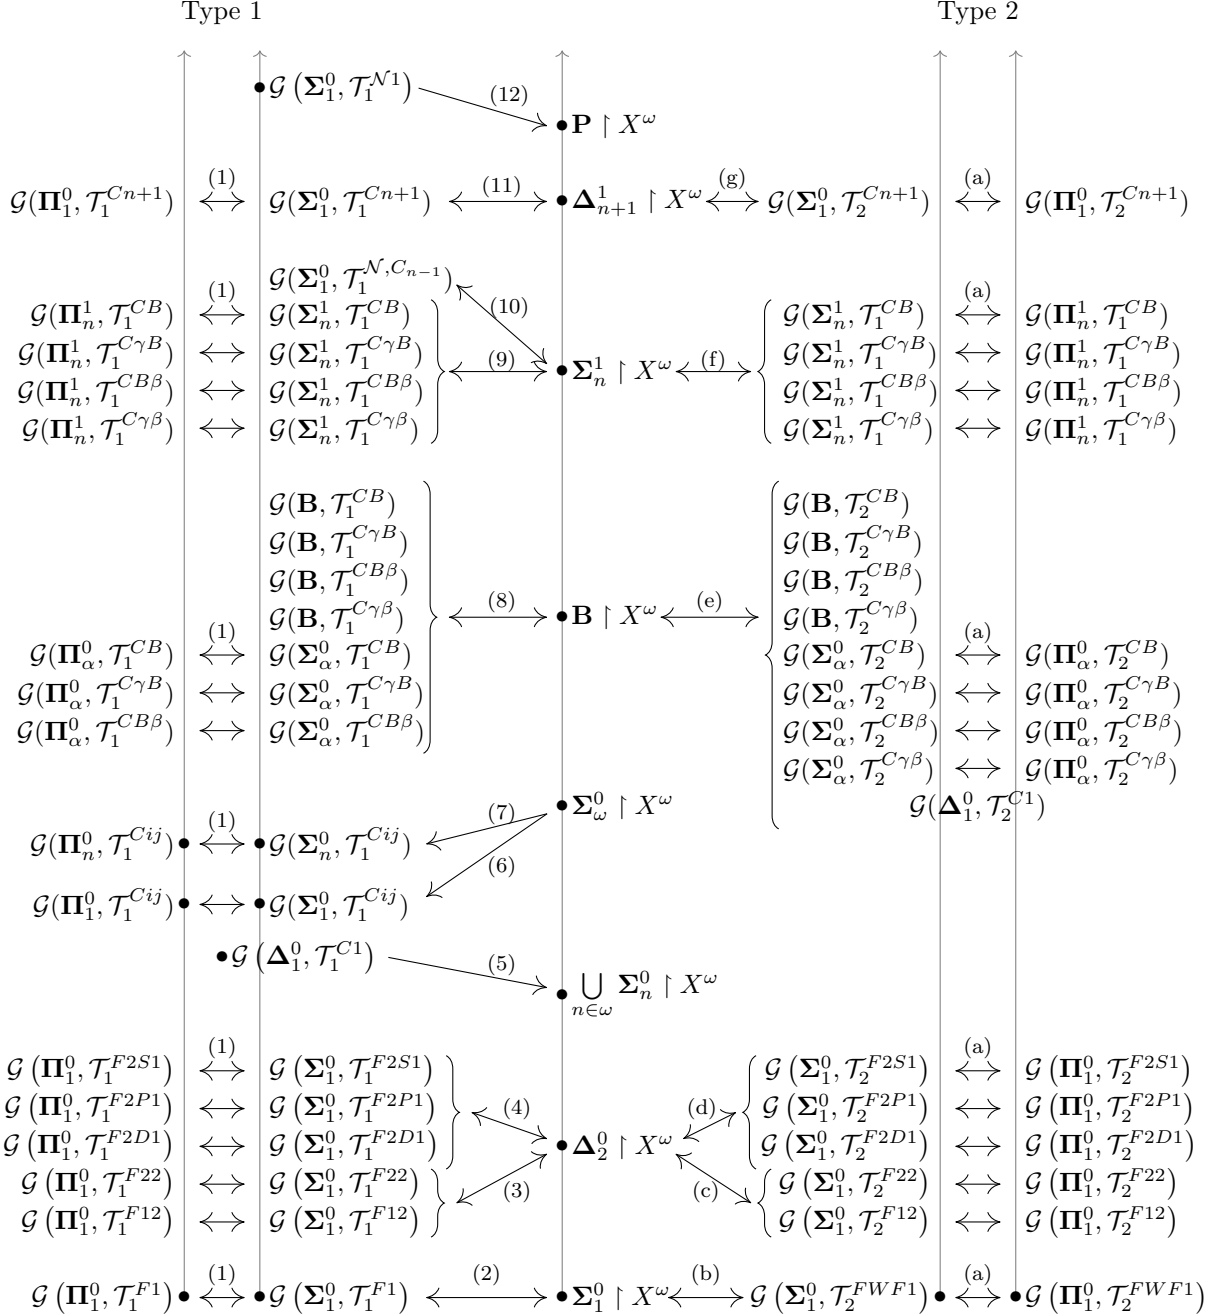 Type 1 Type 2
𝒢(𝚺⁰₁, 𝒯₁^{𝒩1}) (12)
𝐏 ↾ X^ω
(1) (11) (g) (a)
𝒢(𝚷⁰₁, 𝒯₁^{Cn+1}) ⟷ 𝒢(𝚺⁰₁, 𝒯₁^{Cn+1}) ⟷ 𝚫¹_{n+1} ↾ X^ω ⟷ 𝒢(𝚺⁰₁, 𝒯₂^{Cn+1}) ⟷ 𝒢(𝚷⁰₁, 𝒯₂^{Cn+1})
𝒢(𝚺⁰₁, 𝒯₁^{𝒩,C_{n−1}})
(1) (10) (a)
𝒢(𝚷¹ₙ, 𝒯₁^{CB}) ⟷ 𝒢(𝚺¹ₙ, 𝒯₁^{CB}) 𝒢(𝚺¹ₙ, 𝒯₁^{CB}) ⟷ 𝒢(𝚷¹ₙ, 𝒯₁^{CB})
𝒢(𝚷¹ₙ, 𝒯₁^{CγB}) ⟷ 𝒢(𝚺¹ₙ, 𝒯₁^{CγB}) (9) 𝚺¹ₙ ↾ X^ω (f) 𝒢(𝚺¹ₙ, 𝒯₁^{CγB}) ⟷ 𝒢(𝚷¹ₙ, 𝒯₁^{CγB})
𝒢(𝚷¹ₙ, 𝒯₁^{CBβ}) ⟷ 𝒢(𝚺¹ₙ, 𝒯₁^{CBβ}) 𝒢(𝚺¹ₙ, 𝒯₁^{CBβ}) ⟷ 𝒢(𝚷¹ₙ, 𝒯₁^{CBβ})
𝒢(𝚷¹ₙ, 𝒯₁^{Cγβ}) ⟷ 𝒢(𝚺¹ₙ, 𝒯₁^{Cγβ}) 𝒢(𝚺¹ₙ, 𝒯₁^{Cγβ}) ⟷ 𝒢(𝚷¹ₙ, 𝒯₁^{Cγβ})
𝒢(𝐁, 𝒯₁^{CB}) 𝒢(𝐁, 𝒯₂^{CB})
𝒢(𝐁, 𝒯₁^{CγB}) 𝒢(𝐁, 𝒯₂^{CγB})
𝒢(𝐁, 𝒯₁^{CBβ}) 𝒢(𝐁, 𝒯₂^{CBβ})
𝒢(𝐁, 𝒯₁^{Cγβ}) (8) 𝐁 ↾ X^ω (e) 𝒢(𝐁, 𝒯₂^{Cγβ})
(1) (a)
𝒢(𝚷⁰_α, 𝒯₁^{CB}) ⟷ 𝒢(𝚺⁰_α, 𝒯₁^{CB}) 𝒢(𝚺⁰_α, 𝒯₂^{CB}) ⟷ 𝒢(𝚷⁰_α, 𝒯₂^{CB})
𝒢(𝚷⁰_α, 𝒯₁^{CγB}) ⟷ 𝒢(𝚺⁰_α, 𝒯₁^{CγB}) 𝒢(𝚺⁰_α, 𝒯₂^{CγB}) ⟷ 𝒢(𝚷⁰_α, 𝒯₂^{CγB})
𝒢(𝚷⁰_α, 𝒯₁^{CBβ}) ⟷ 𝒢(𝚺⁰_α, 𝒯₁^{CBβ}) 𝒢(𝚺⁰_α, 𝒯₂^{CBβ}) ⟷ 𝒢(𝚷⁰_α, 𝒯₂^{CBβ})
𝒢(𝚺⁰_α, 𝒯₂^{Cγβ}) ⟷ 𝒢(𝚷⁰_α, 𝒯₂^{Cγβ})
𝚺⁰_ω ↾ X^ω 𝒢(𝚫⁰₁, 𝒯₂^{C1})
(1) (7)
𝒢(𝚷⁰ₙ, 𝒯₁^{Cij}) ⟷ 𝒢(𝚺⁰ₙ, 𝒯₁^{Cij})
(6)
𝒢(𝚷⁰₁, 𝒯₁^{Cij}) ⟷ 𝒢(𝚺⁰₁, 𝒯₁^{Cij})
𝒢(𝚫⁰₁, 𝒯₁^{C1}) (5)
⋃_{n∈ω} 𝚺⁰ₙ ↾ X^ω
(1) (a)
𝒢(𝚷⁰₁, 𝒯₁^{F2S1}) ⟷ 𝒢(𝚺⁰₁, 𝒯₁^{F2S1}) 𝒢(𝚺⁰₁, 𝒯₂^{F2S1}) ⟷ 𝒢(𝚷⁰₁, 𝒯₂^{F2S1})
𝒢(𝚷⁰₁, 𝒯₁^{F2P1}) ⟷ 𝒢(𝚺⁰₁, 𝒯₁^{F2P1}) (4) (d) 𝒢(𝚺⁰₁, 𝒯₂^{F2P1}) ⟷ 𝒢(𝚷⁰₁, 𝒯₂^{F2P1})
𝒢(𝚷⁰₁, 𝒯₁^{F2D1}) ⟷ 𝒢(𝚺⁰₁, 𝒯₁^{F2D1}) 𝚫⁰₂ ↾ X^ω 𝒢(𝚺⁰₁, 𝒯₂^{F2D1}) ⟷ 𝒢(𝚷⁰₁, 𝒯₂^{F2D1})
𝒢(𝚷⁰₁, 𝒯₁^{F22}) ⟷ 𝒢(𝚺⁰₁, 𝒯₁^{F22}) (3) (c) 𝒢(𝚺⁰₁, 𝒯₂^{F22}) ⟷ 𝒢(𝚷⁰₁, 𝒯₂^{F22})
𝒢(𝚷⁰₁, 𝒯₁^{F12}) ⟷ 𝒢(𝚺⁰₁, 𝒯₁^{F12}) 𝒢(𝚺⁰₁, 𝒯₂^{F12}) ⟷ 𝒢(𝚷⁰₁, 𝒯₂^{F12})
(1) (2) (b) (a)
𝒢(𝚷⁰₁, 𝒯₁^{F1}) ⟷ 𝒢(𝚺⁰₁, 𝒯₁^{F1}) ⟷ 𝚺⁰₁ ↾ X^ω ⟷ 𝒢(𝚺⁰₁, 𝒯₂^{FWF1}) ⟷ 𝒢(𝚷⁰₁, 𝒯₂^{FWF1})